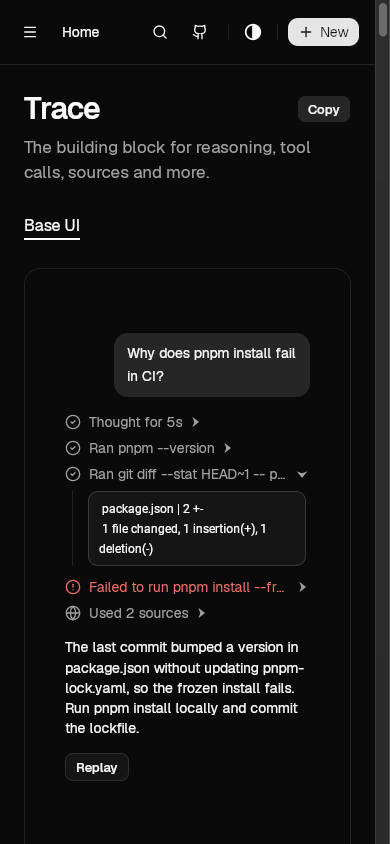 Home
New
Trace
Copy
The building block for reasoning, tool
calls, sources and more.
Base UI
Why does pnpm install fail
in CI?
Thought for 5s
Ran pnpm --version
Ran git diff --stat HEAD~1 -- p...
package.json | 2 +-
1 file changed, 1 insertion(+), 1
deletion(-)
Failed to run pnpm install --fr...
Used 2 sources
The last commit bumped a version in
package.json without updating pnpm-
lock.yaml, so the frozen install fails.
Run pnpm install locally and commit
the lockfile.
Replay